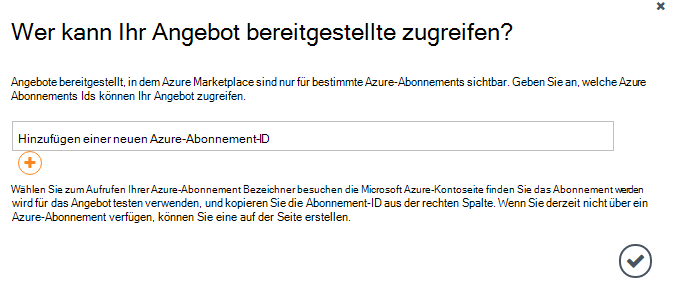 Wer kann Ihr Angebot bereitgestellte zugreifen?
Angebote bereitgestellt, in dem Azure Marketplace sind nur für bestimmte Azure-Abonnements sichtbar. Geben Sie an, welche Azure
Abonnements Ids können Ihr Angebot zugreifen.
Hinzufügen einer neuen Azure-Abonnement-ID
Wählen Sie zum Aufrufen Ihrer Azure-Abonnement Bezeichner besuchen die Microsoft Azure-Kontoseite finden Sie das Abonnement werden
wird für das Angebot testen verwenden, und kopieren Sie die Abonnement-ID aus der rechten Spalte. Wenn Sie derzeit nicht über ein
Azure-Abonnement verfügen, können Sie eine auf der Seite erstellen.